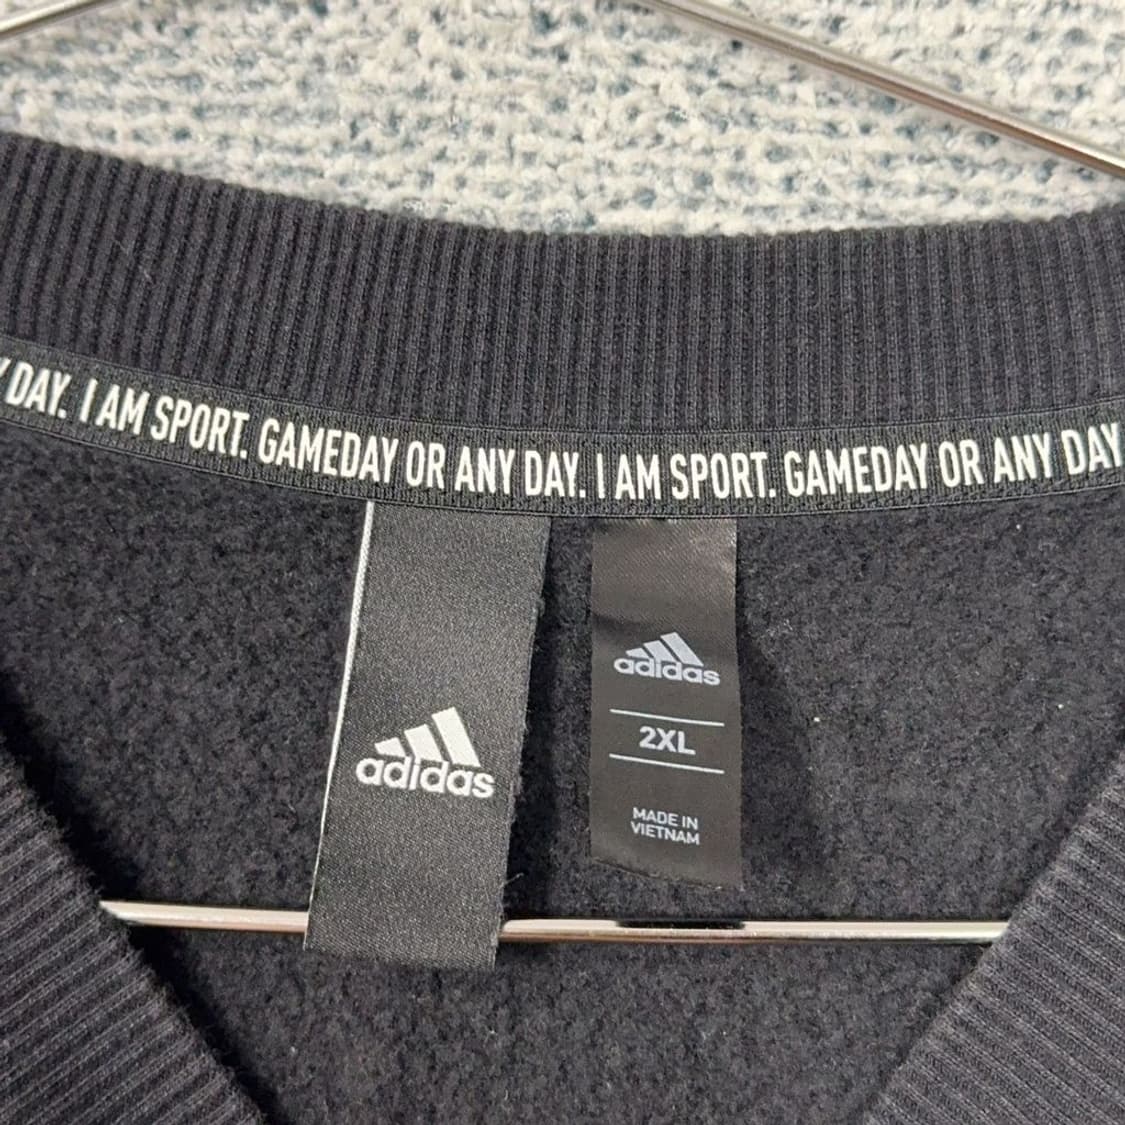 Y DAY. I AM SPORT. GAMEDAY OR ANY DAY. I AM SPORT. GAMEDAY OR ANY DAY
adidas
adidas
2XL
MADE IN
VIETNAM